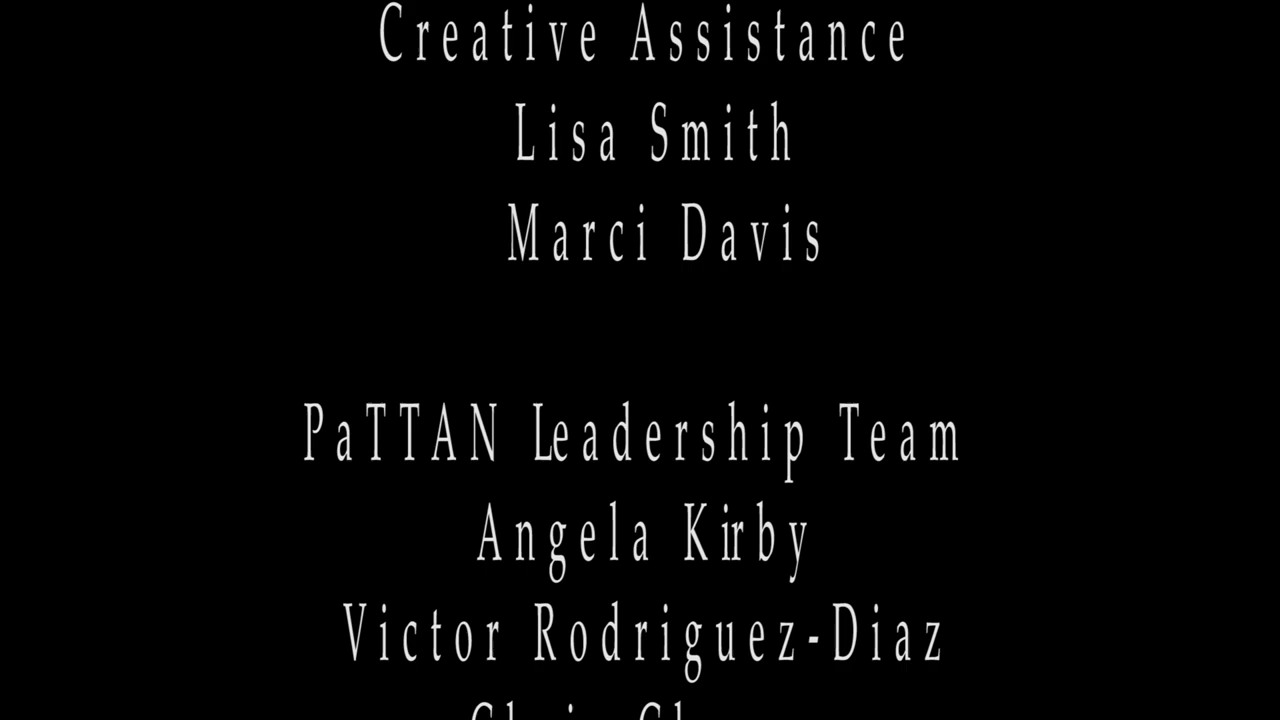 Creative Assistance
Lisa Smith
Marci Davis
PaTTAN Leadership Team
Angela Kirby
Victor Rodriguez-Diaz